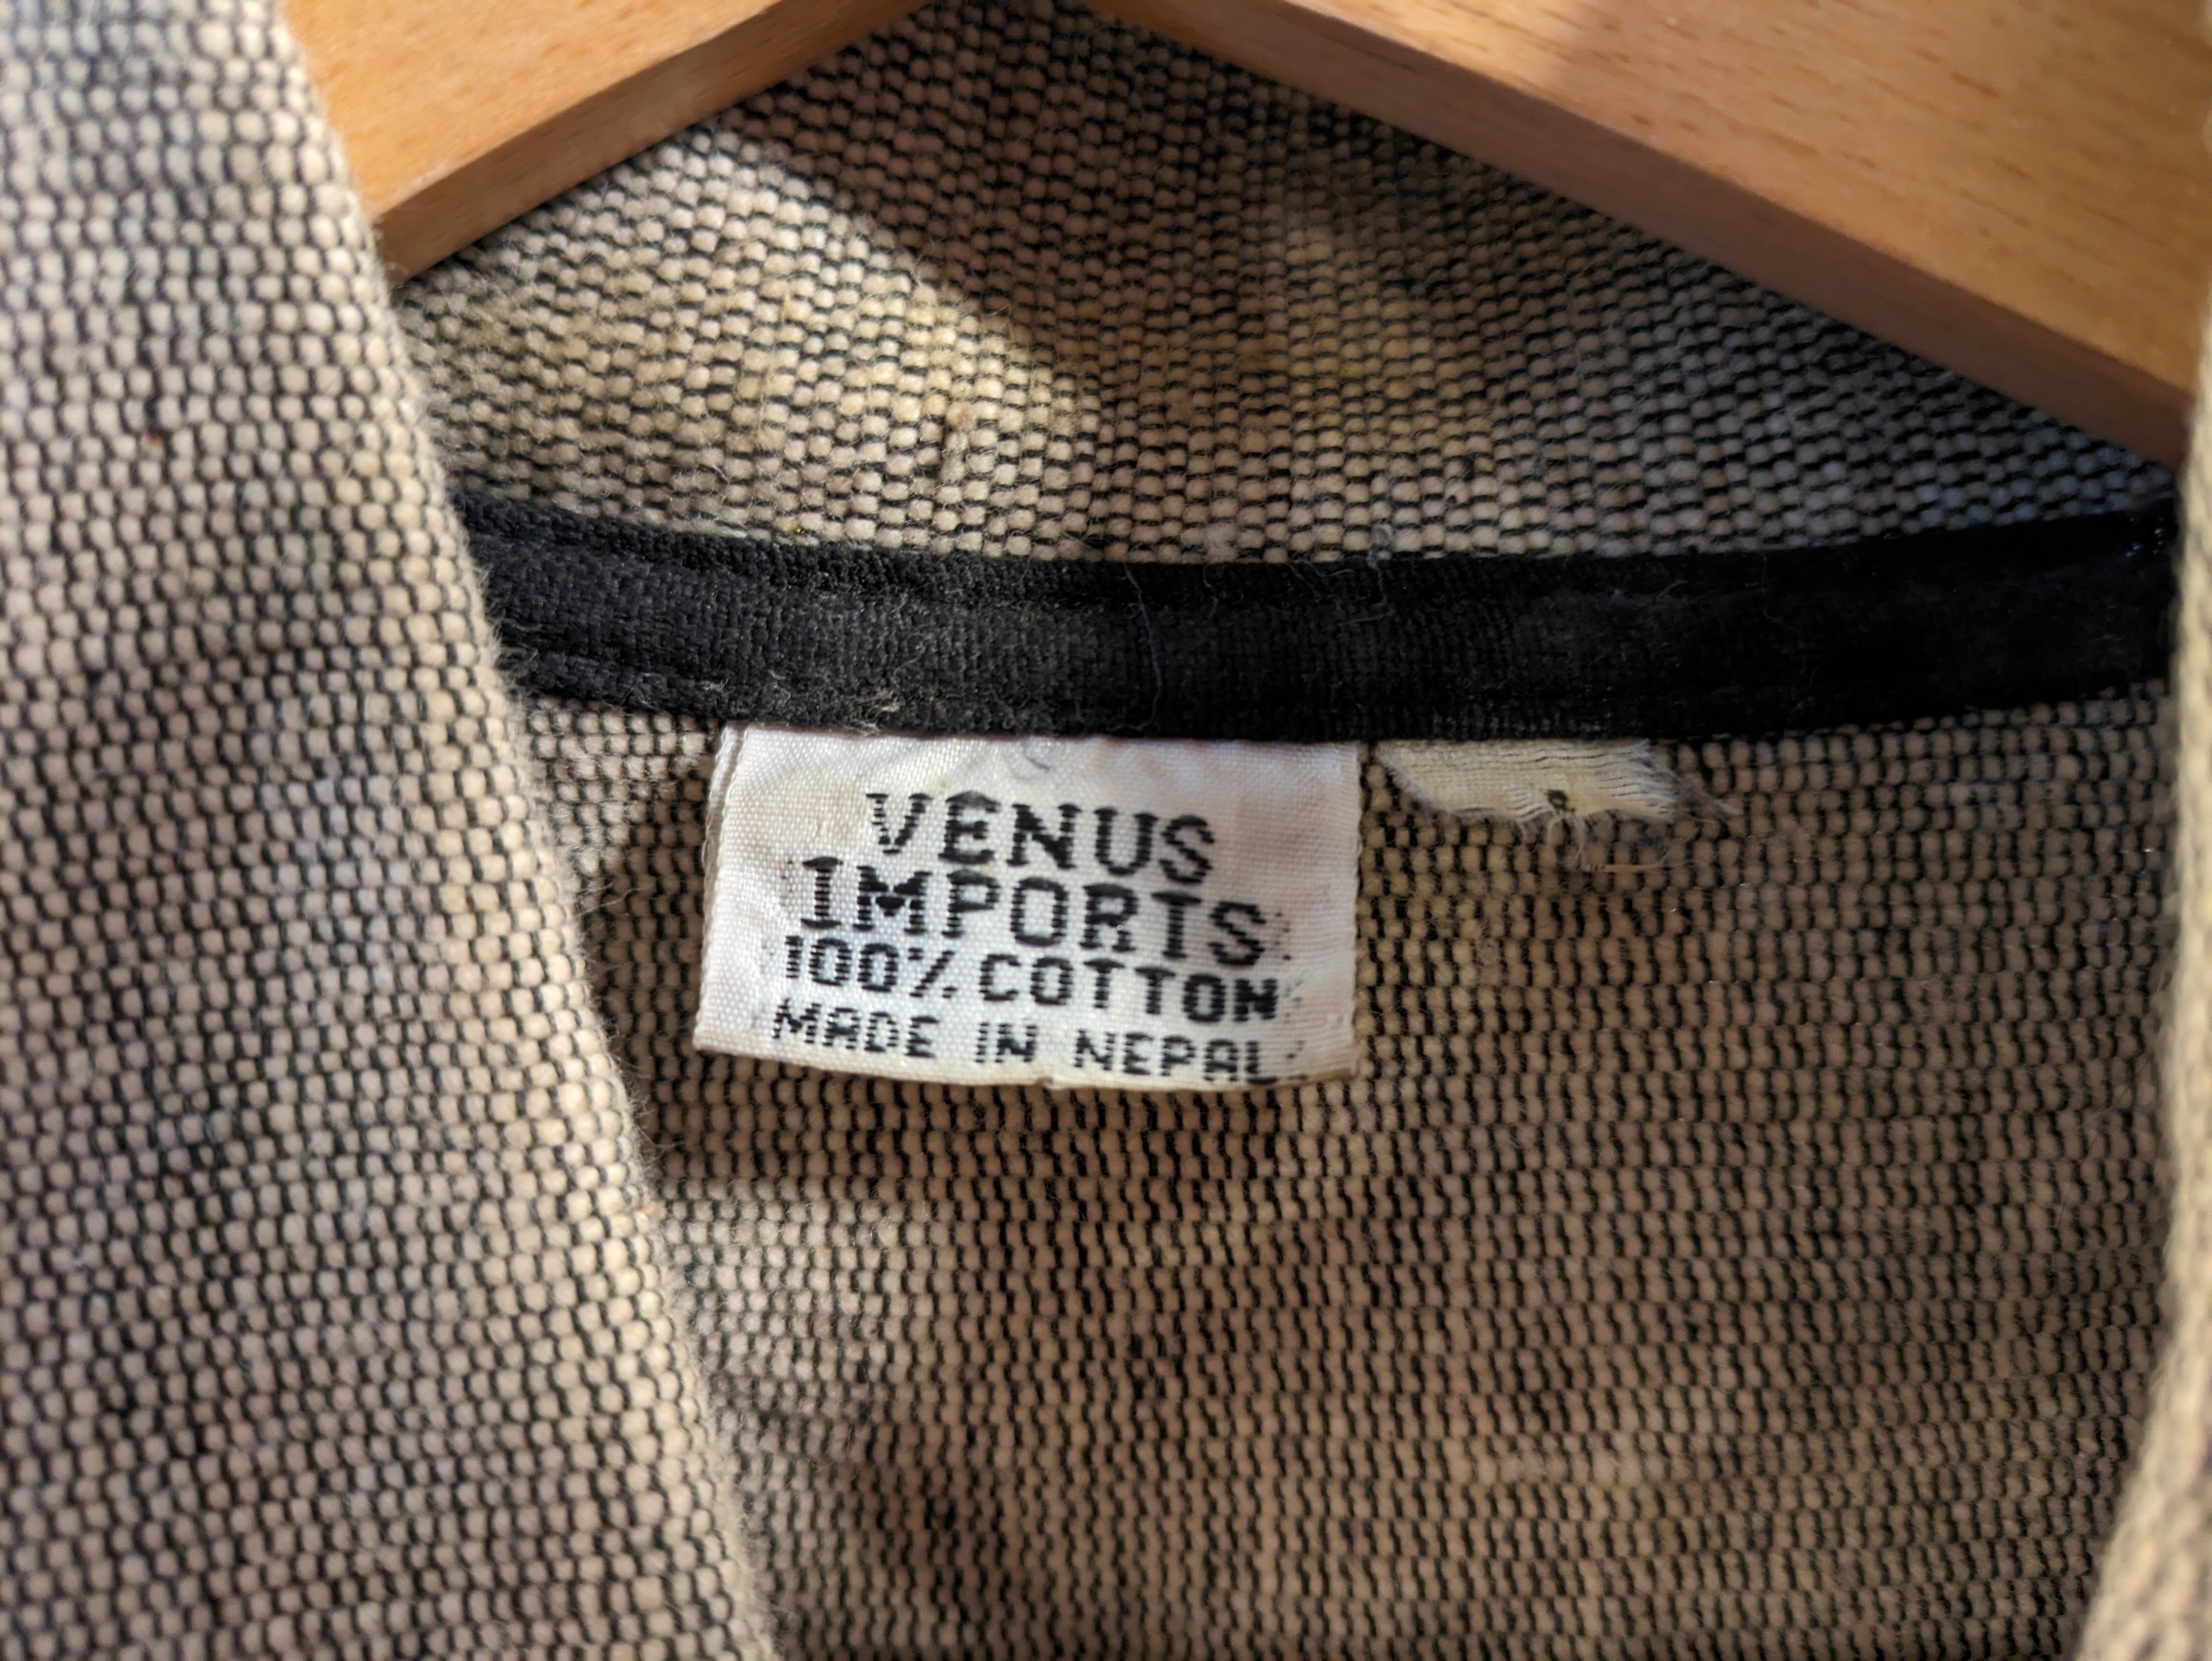 VENUS
IMPORTS
100% COTTON
MADE IN NEPAL